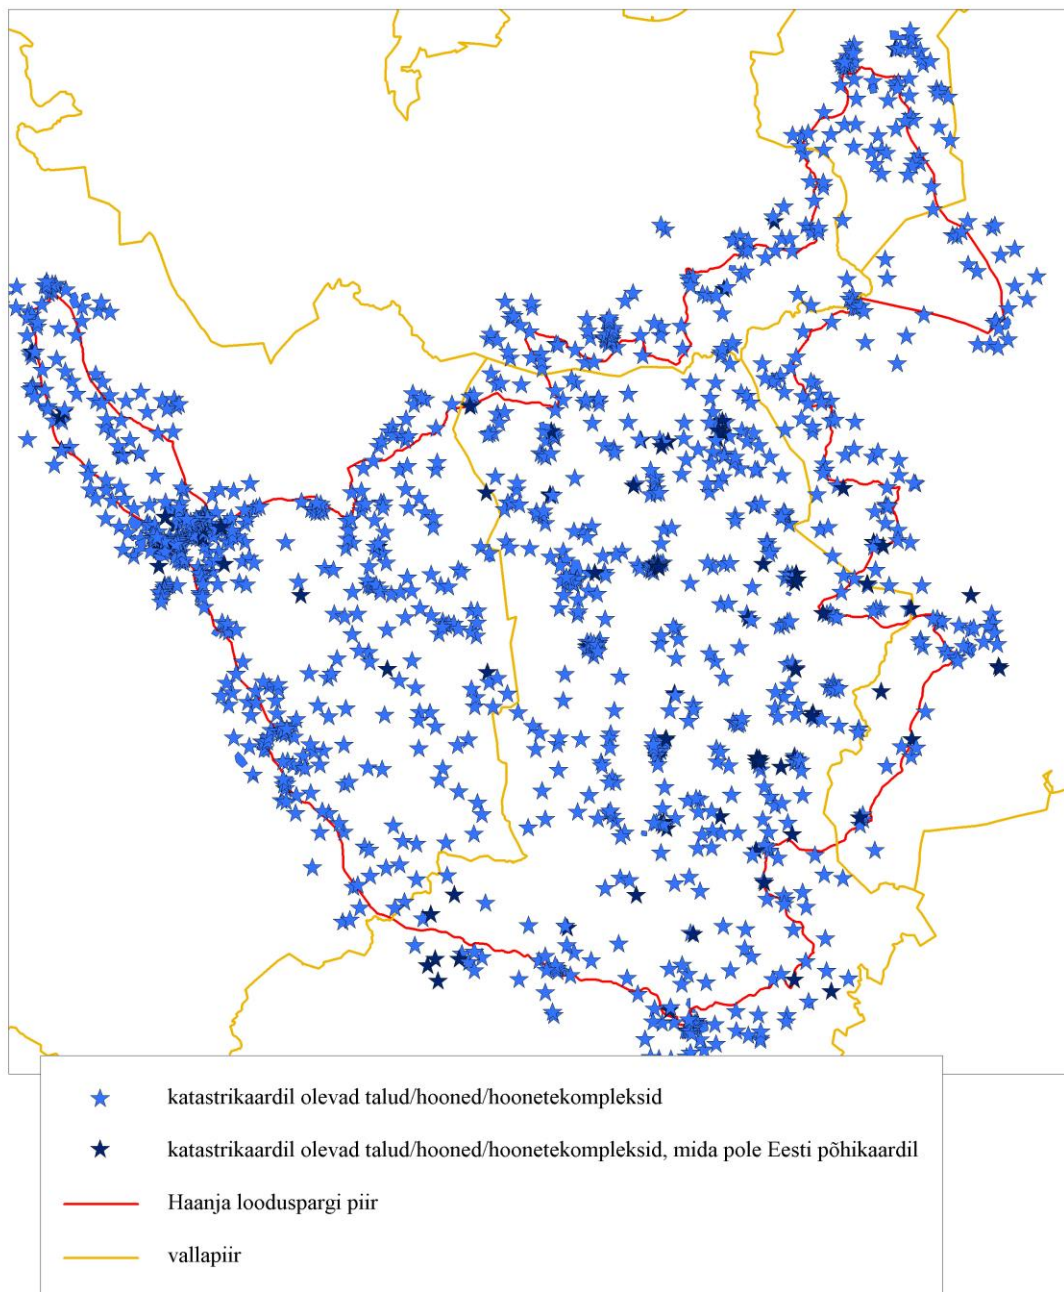 katastrikaardil olevad talud/hooned/hoonetekompleksid
katastrikaardil olevad talud/hooned/hoonetekompleksid, mida pole Eesti põhikaardil
Haanja looduspargi piir
vallapiir